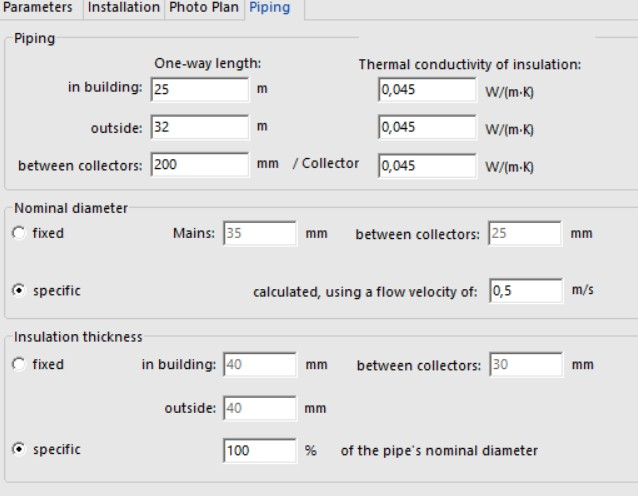 Parameters Installation Photo Plan Piping
Piping
One-way length: Thermal conductivity of insulation:
in building: 25 m 0,045 W/(m·K)
outside: 32 m 0,045 W/(m·K)
between collectors: 200 mm / Collector 0,045 W/(m·K)
Nominal diameter
fixed Mains: 35 mm between collectors: 25 mm
specific calculated, using a flow velocity of: 0,5 m/s
Insulation thickness
fixed in building: 40 mm between collectors: 30 mm
outside: 40 mm
specific 100 % of the pipe's nominal diameter